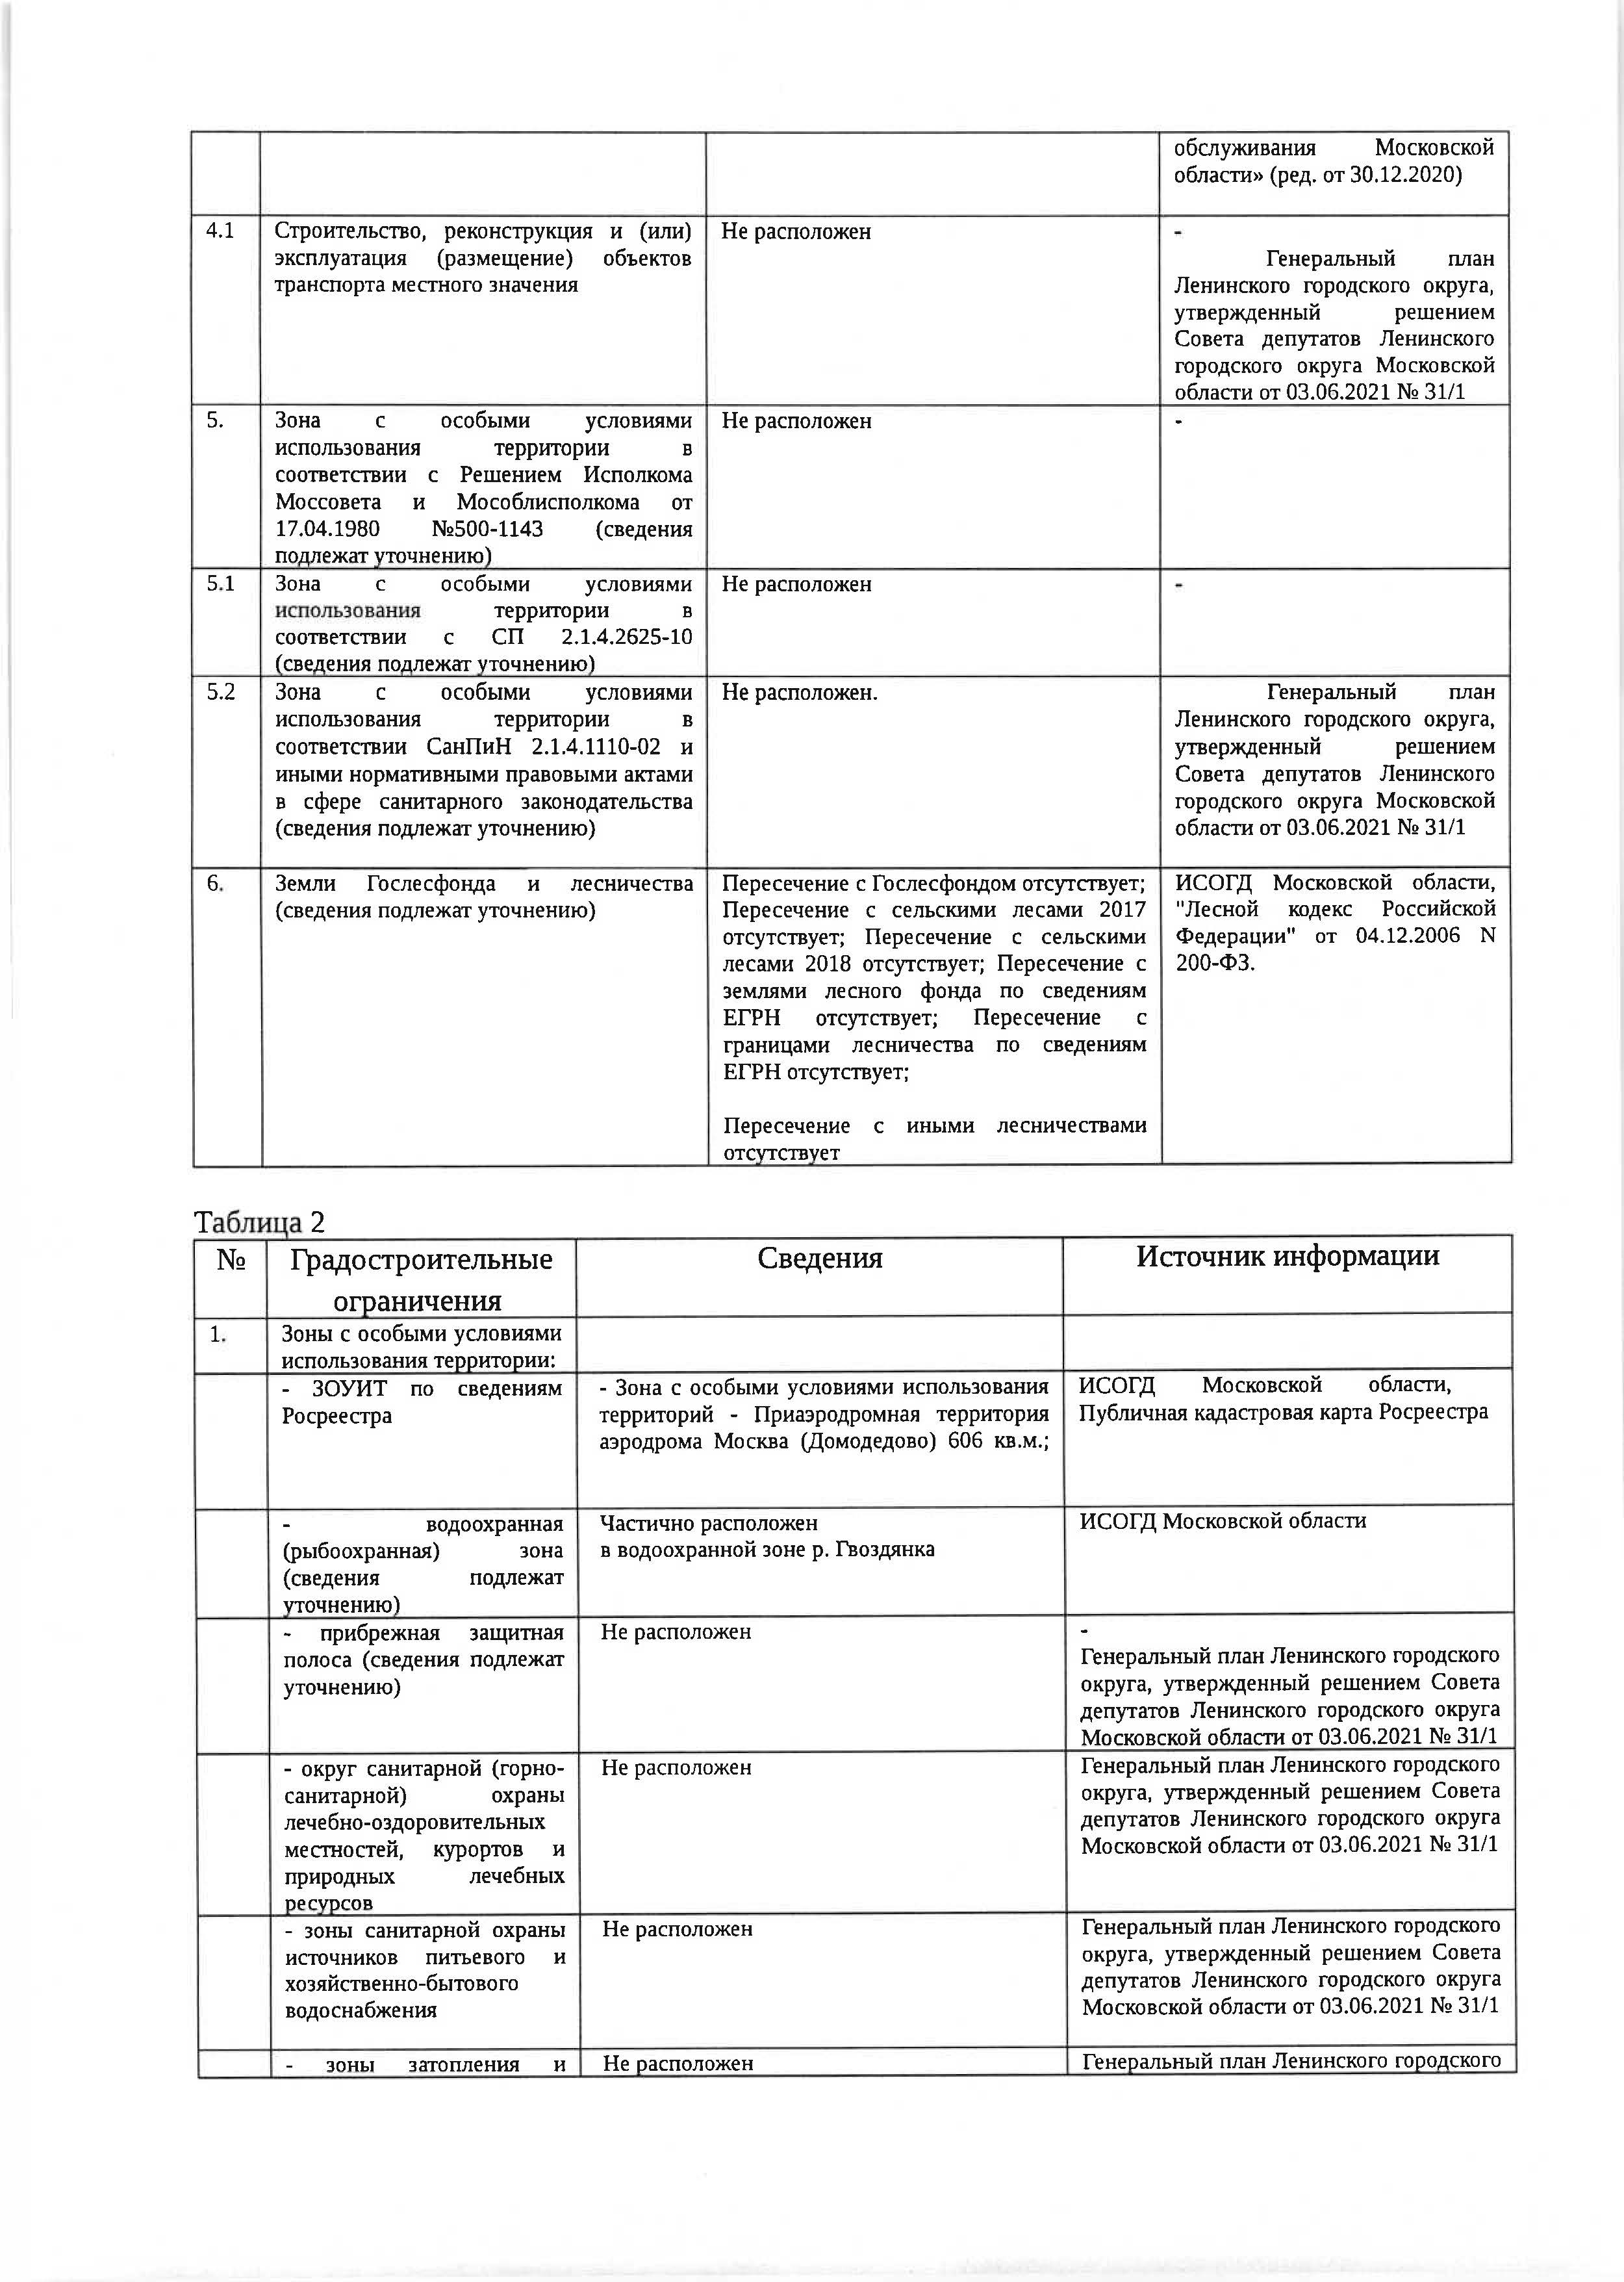 обслуживания Московской
области» (ред. от 30.12.2020)
4.1
Строительство, реконструкция и (или)
эксплуатация (размещение) объектов
транспорта местного значения
Не расположен
-
Генеральный план
Ленинского городского округа,
утвержденный решением
Совета депутатов Ленинского
городского округа Московской
области от 03.06.2021 № 31/1
5.
Зона с особыми условиями
использования территории в
соответствии с Решением Исполкома
Моссовета и Мособлисполкома от
17.04.1980 №500-1143 (сведения
подлежат уточнению)
Не расположен
-
5.1
Зона с особыми условиями
использования территории в
соответствии с СП 2.1.4.2625-10
(сведения подлежат уточнению)
Не расположен
-
5.2
Зона с особыми условиями
использования территории в
соответствии СанПиН 2.1.4.1110-02 и
иными нормативными правовыми актами
в сфере санитарного законодательства
(сведения подлежат уточнению)
Не расположен.
Генеральный план
Ленинского городского округа,
утвержденный решением
Совета депутатов Ленинского
городского округа Московской
области от 03.06.2021 № 31/1
6.
Земли Гослесфонда и лесничества
(сведения подлежат уточнению)
Пересечение с Гослесфондом отсутствует;
Пересечение с сельскими лесами 2017
отсутствует; Пересечение с сельскими
лесами 2018 отсутствует; Пересечение с
землями лесного фонда по сведениям
ЕГРН отсутствует; Пересечение с
границами лесничества по сведениям
ЕГРН отсутствует;
Пересечение с иными лесничествами
отсутствует
ИСОГД Московской области,
"Лесной кодекс Российской
Федерации" от 04.12.2006 N
200-ФЗ.
Таблица 2
№
Градостроительные
ограничения
Сведения
Источник информации
1.
Зоны с особыми условиями
использования территории:
- ЗОУИТ по сведениям
Росреестра
- Зона с особыми условиями использования
территорий - Приаэродромная территория
аэродрома Москва (Домодедово) 606 кв.м.;
ИСОГД Московской области,
Публичная кадастровая карта Росреестра
- водоохранная
(рыбоохранная) зона
(сведения подлежат
уточнению)
Частично расположен
в водоохранной зоне р. Гвоздянка
ИСОГД Московской области
- прибрежная защитная
полоса (сведения подлежат
уточнению)
Не расположен
-
Генеральный план Ленинского городского
округа, утвержденный решением Совета
депутатов Ленинского городского округа
Московской области от 03.06.2021 № 31/1
- округ санитарной (горно-
санитарной) охраны
лечебно-оздоровительных
местностей, курортов и
природных лечебных
ресурсов
Не расположен
Генеральный план Ленинского городского
округа, утвержденный решением Совета
депутатов Ленинского городского округа
Московской области от 03.06.2021 № 31/1
- зоны санитарной охраны
источников питьевого и
хозяйственно-бытового
водоснабжения
Не расположен
Генеральный план Ленинского городского
округа, утвержденный решением Совета
депутатов Ленинского городского округа
Московской области от 03.06.2021 № 31/1
- зоны затопления и
Не расположен
Генеральный план Ленинского городского